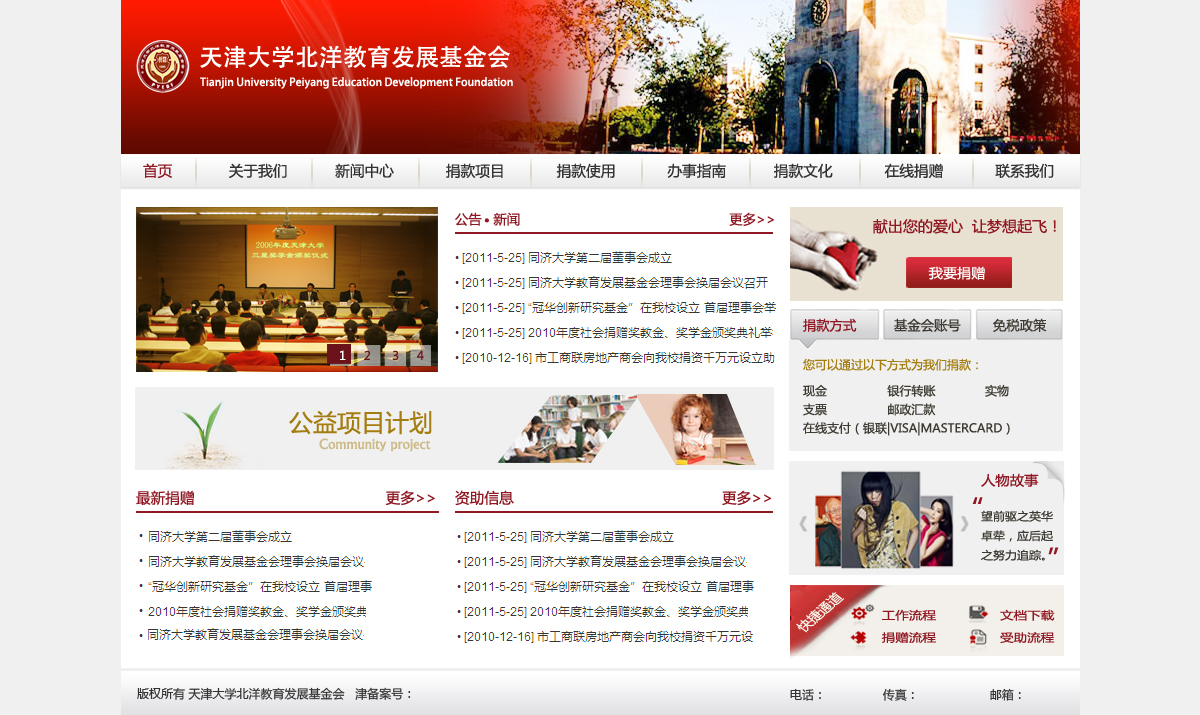 天津大学北洋教育发展基金会
Tianjin University Peiyang Education Development Foundation
首页 关于我们 新闻中心 捐款项目 捐款使用 办事指南 捐款文化 在线捐赠 联系我们
2006年度天津大学
三星奖学金颁奖仪式
1 2 3 4
公告•新闻 更多>>
• [2011-5-25] 同济大学第二届董事会成立
• [2011-5-25] 同济大学教育发展基金会理事会换届会议召开
• [2011-5-25] “冠华创新研究基金”在我校设立 首届理事会举
• [2011-5-25] 2010年度社会捐赠奖教金、奖学金颁奖典礼举
• [2010-12-16] 市工商联房地产商会向我校捐资千万元设立助
献出您的爱心 让梦想起飞！
我要捐赠
捐款方式 基金会账号 免税政策
您可以通过以下方式为我们捐款：
现金 银行转账 实物
支票 邮政汇款
在线支付（银联|VISA|MASTERCARD）
公益项目计划
Community project
最新捐赠 更多>>
• 同济大学第二届董事会成立
• 同济大学教育发展基金会理事会换届会议
• “冠华创新研究基金”在我校设立 首届理事
• 2010年度社会捐赠奖教金、奖学金颁奖典
• 同济大学教育发展基金会理事会换届会议
资助信息 更多>>
• [2011-5-25] 同济大学第二届董事会成立
• [2011-5-25] 同济大学教育发展基金会理事会换届会议
• [2011-5-25] “冠华创新研究基金”在我校设立 首届理事
• [2011-5-25] 2010年度社会捐赠奖教金、奖学金颁奖典
• [2010-12-16] 市工商联房地产商会向我校捐资千万元设
人物故事
“望前驱之英华
卓荦，应后起
之努力追踪。”
快捷通道
工作流程 文档下载
捐赠流程 受助流程
版权所有 天津大学北洋教育发展基金会 津备案号：
电话： 传真： 邮箱：